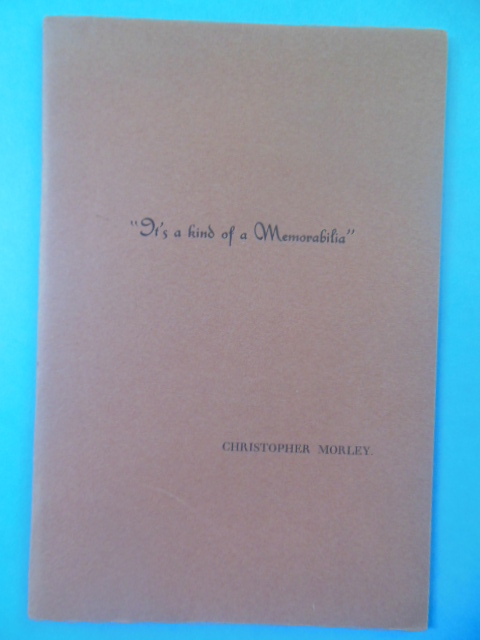 "It's a kind of a Memorabilia"
CHRISTOPHER MORLEY.